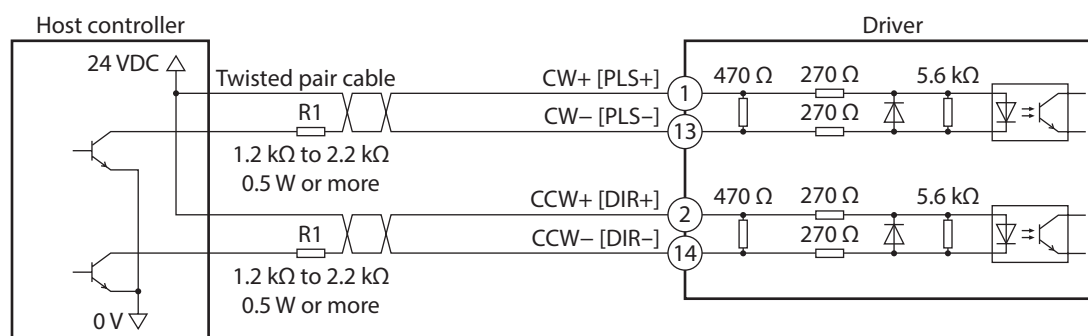 Host controller
Driver
24 VDC
Twisted pair cable
CW+ [PLS+]
1
470 Ω
270 Ω
5.6 kΩ
R1
CW− [PLS−]
13
270 Ω
1.2 kΩ to 2.2 kΩ
0.5 W or more
CCW+ [DIR+]
2
470 Ω
270 Ω
5.6 kΩ
R1
CCW− [DIR−]
14
270 Ω
1.2 kΩ to 2.2 kΩ
0.5 W or more
0 V